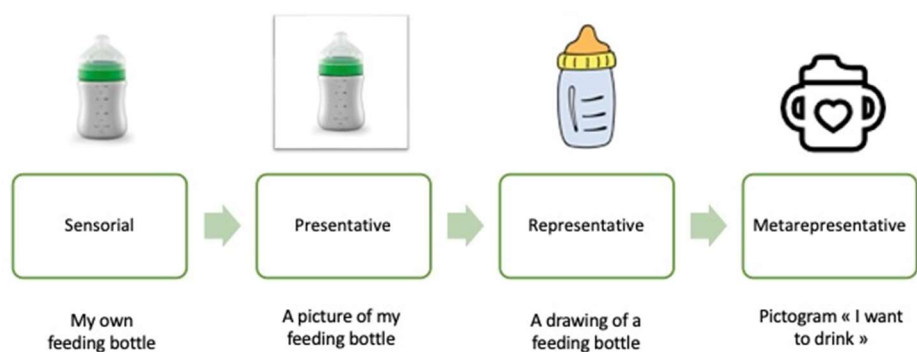 Sensorial
Presentative
Representative
Metarepresentative
My own
feeding bottle
A picture of my
feeding bottle
A drawing of a
feeding bottle
Pictogram « I want
to drink »